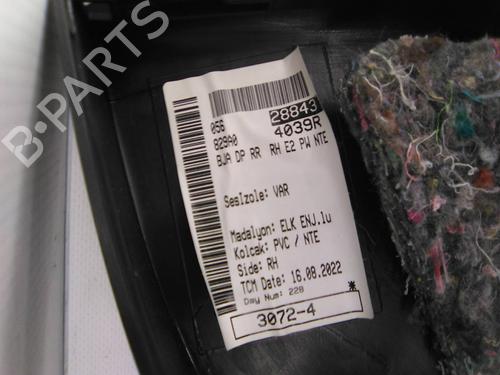 B-PARTS
056
829A0
28843
4039R
BJA DP RR RH E2 PW NTE
SesIzole: VAR
Madalyon: ELK ENJ.lu
Kolcak: PVC / NTE
Side: RH
TCM Date: 16.08.2022
Day Num: 228
3072-4
*